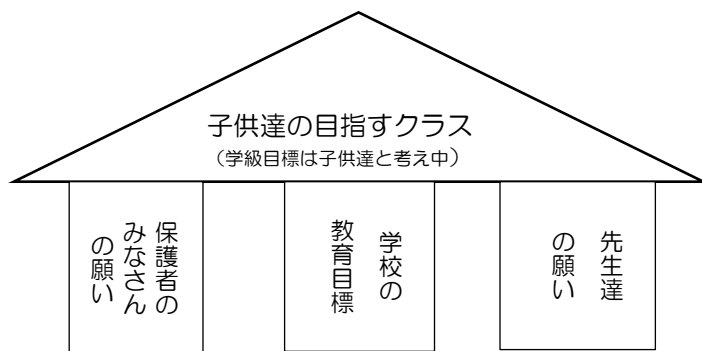 子供達の目指すクラス
（学級目標は子供達と考え中）
保護者の
みなさん
の願い
学校の
教育目標
先生達
の願い